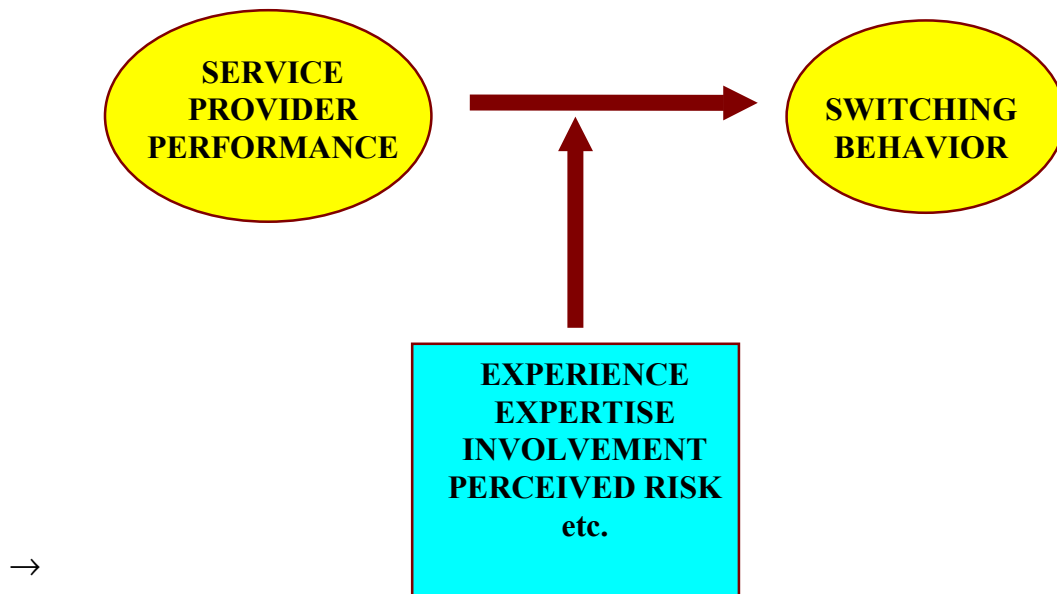 SERVICE
PROVIDER
PERFORMANCE
SWITCHING
BEHAVIOR
EXPERIENCE
EXPERTISE
INVOLVEMENT
PERCEIVED RISK
etc.
→